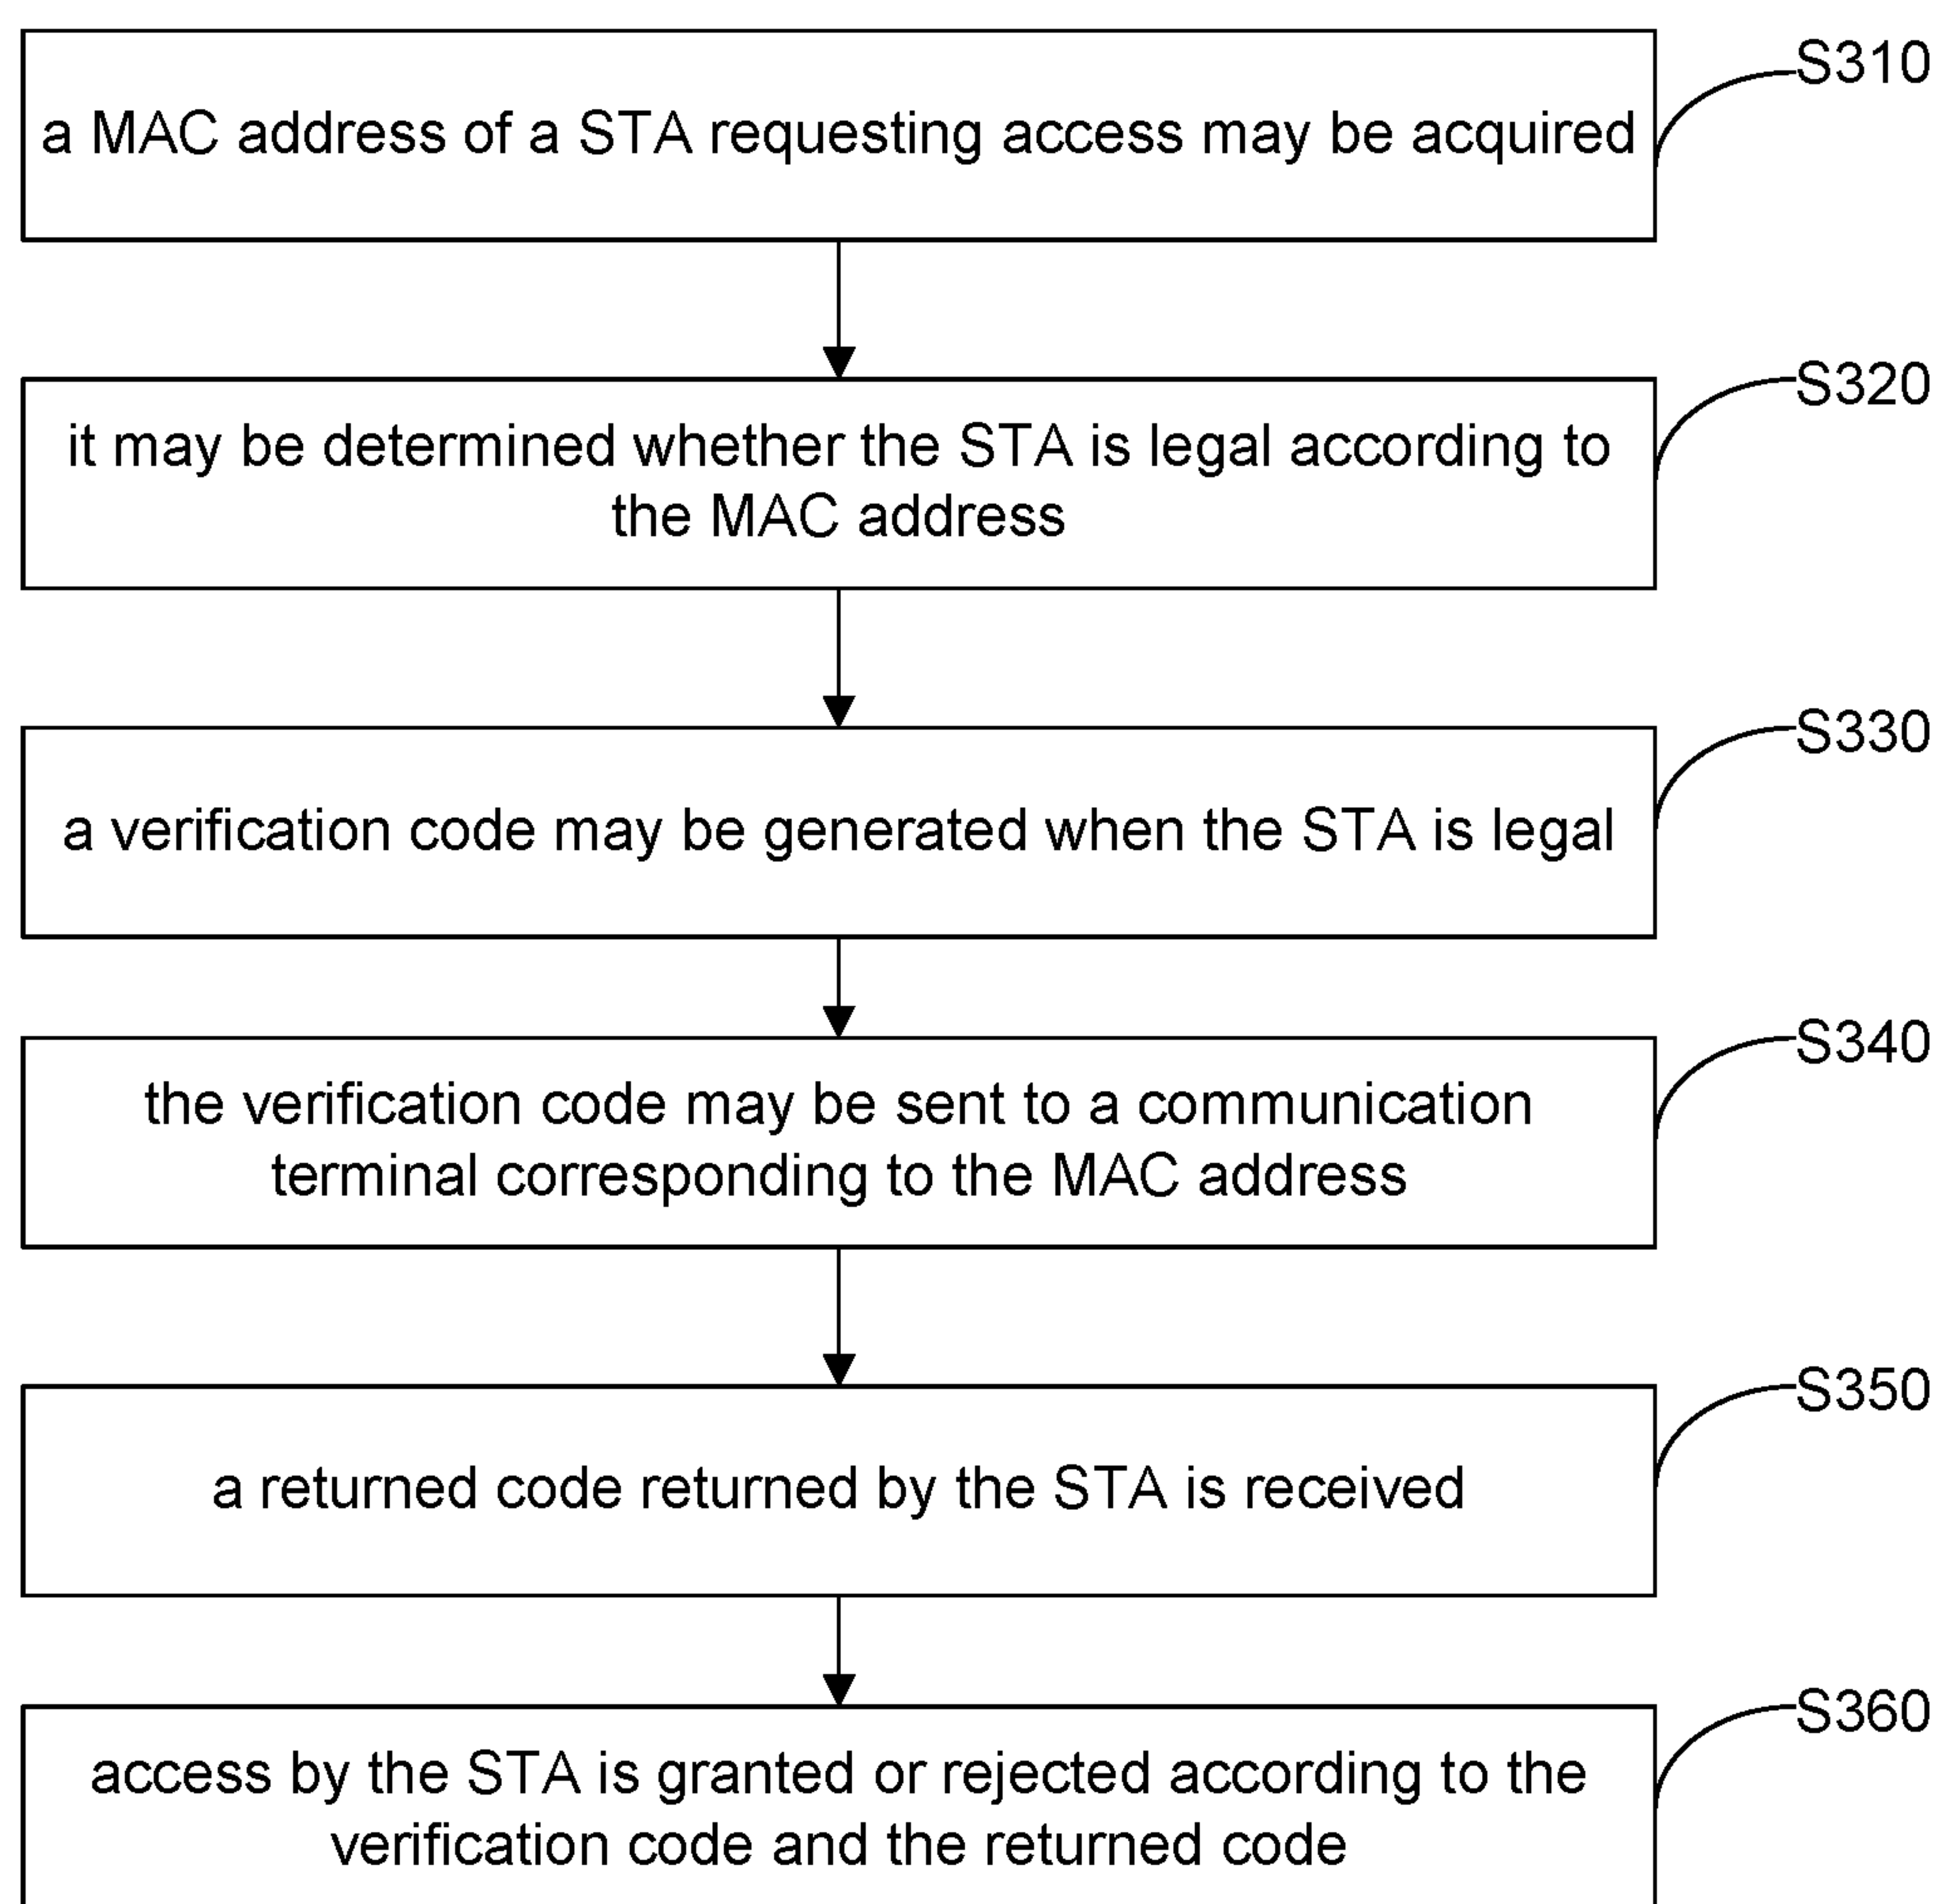 S310
a MAC address of a STA requesting access may be acquired
S320
it may be determined whether the STA is legal according to
the MAC address
S330
a verification code may be generated when the STA is legal
S340
the verification code may be sent to a communication
terminal corresponding to the MAC address
S350
a returned code returned by the STA is received
S360
access by the STA is granted or rejected according to the
verification code and the returned code